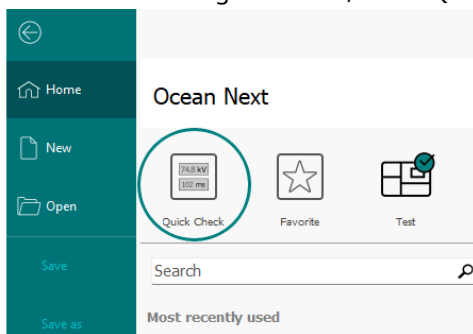 Home
Ocean Next
New
74.8 kV
102 ms
Open
Quick Check
Favorite
Test
Save
Search
Save as
Most recently used